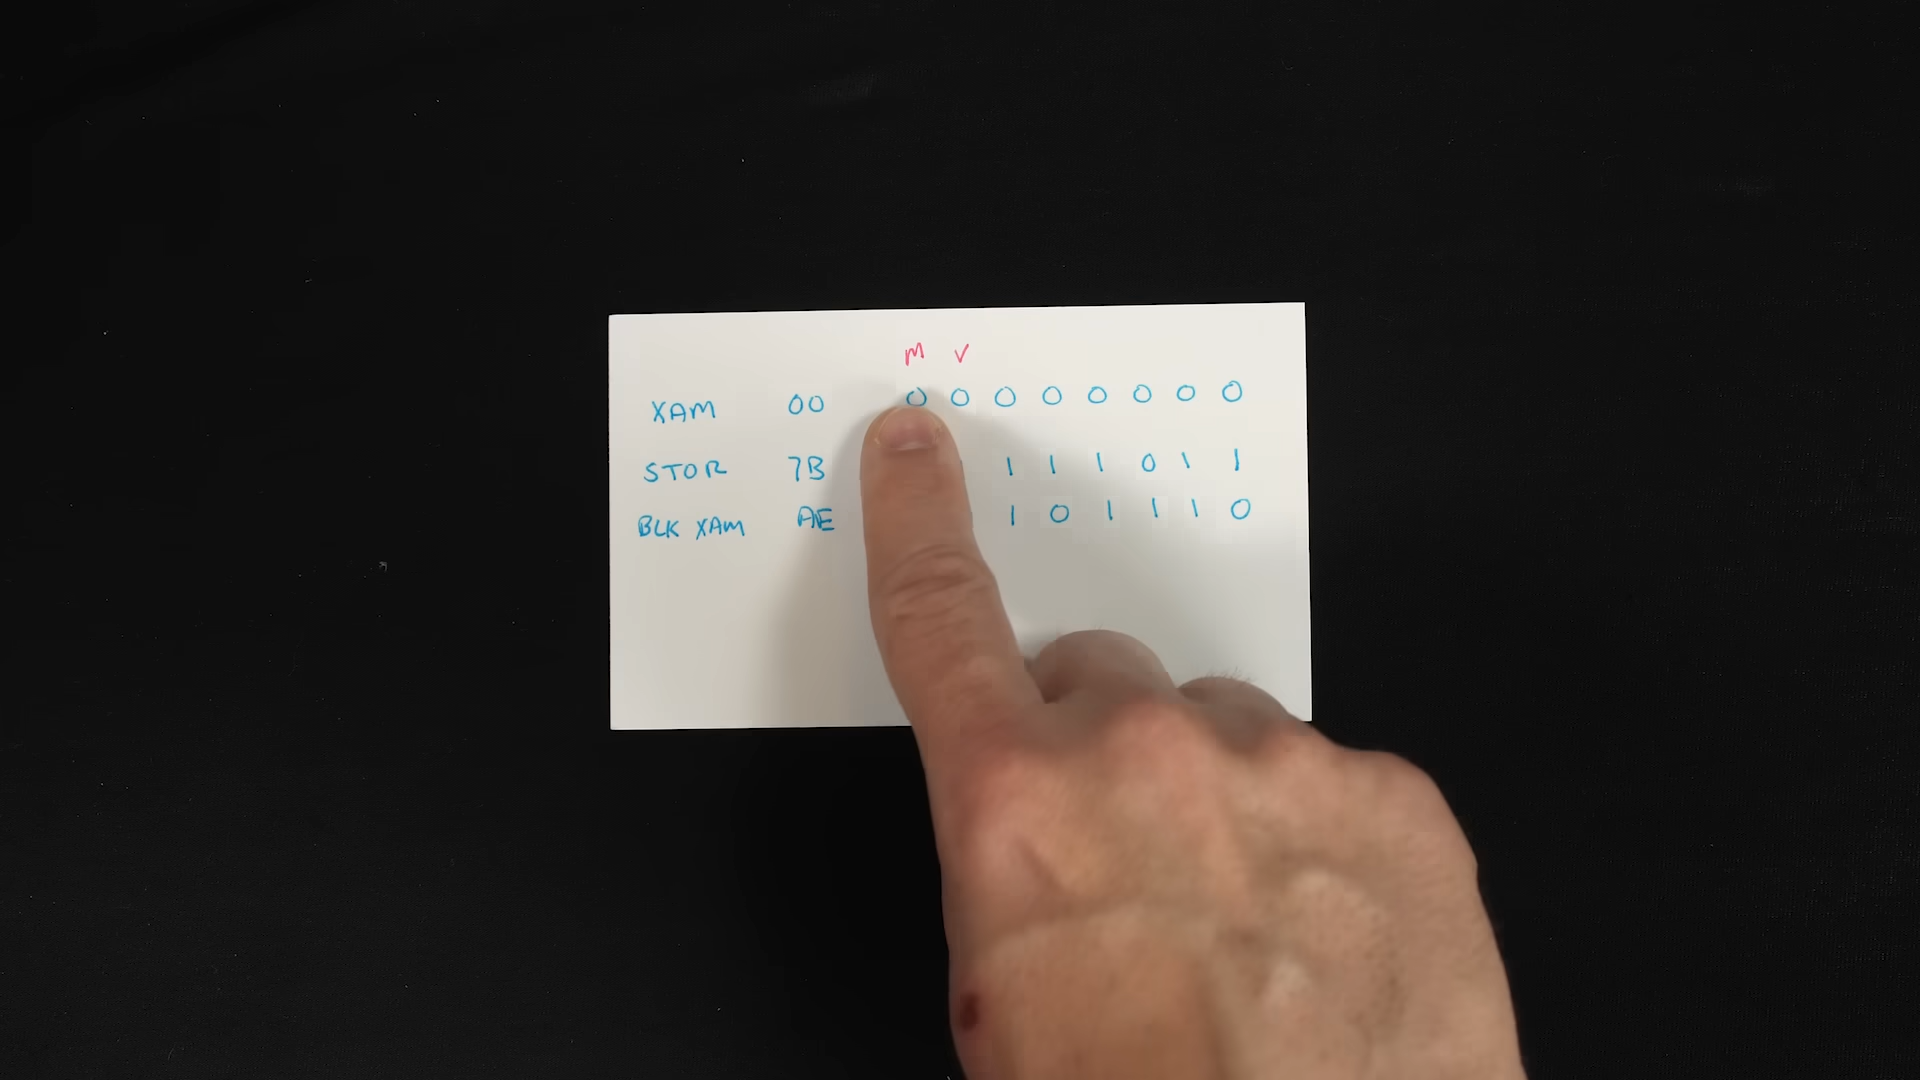 M V
XAM 00 0 0 0 0 0 0 0 0
STOR 7B 1 1 1 0 1 1
BLK XAM AE 1 0 1 1 1 0